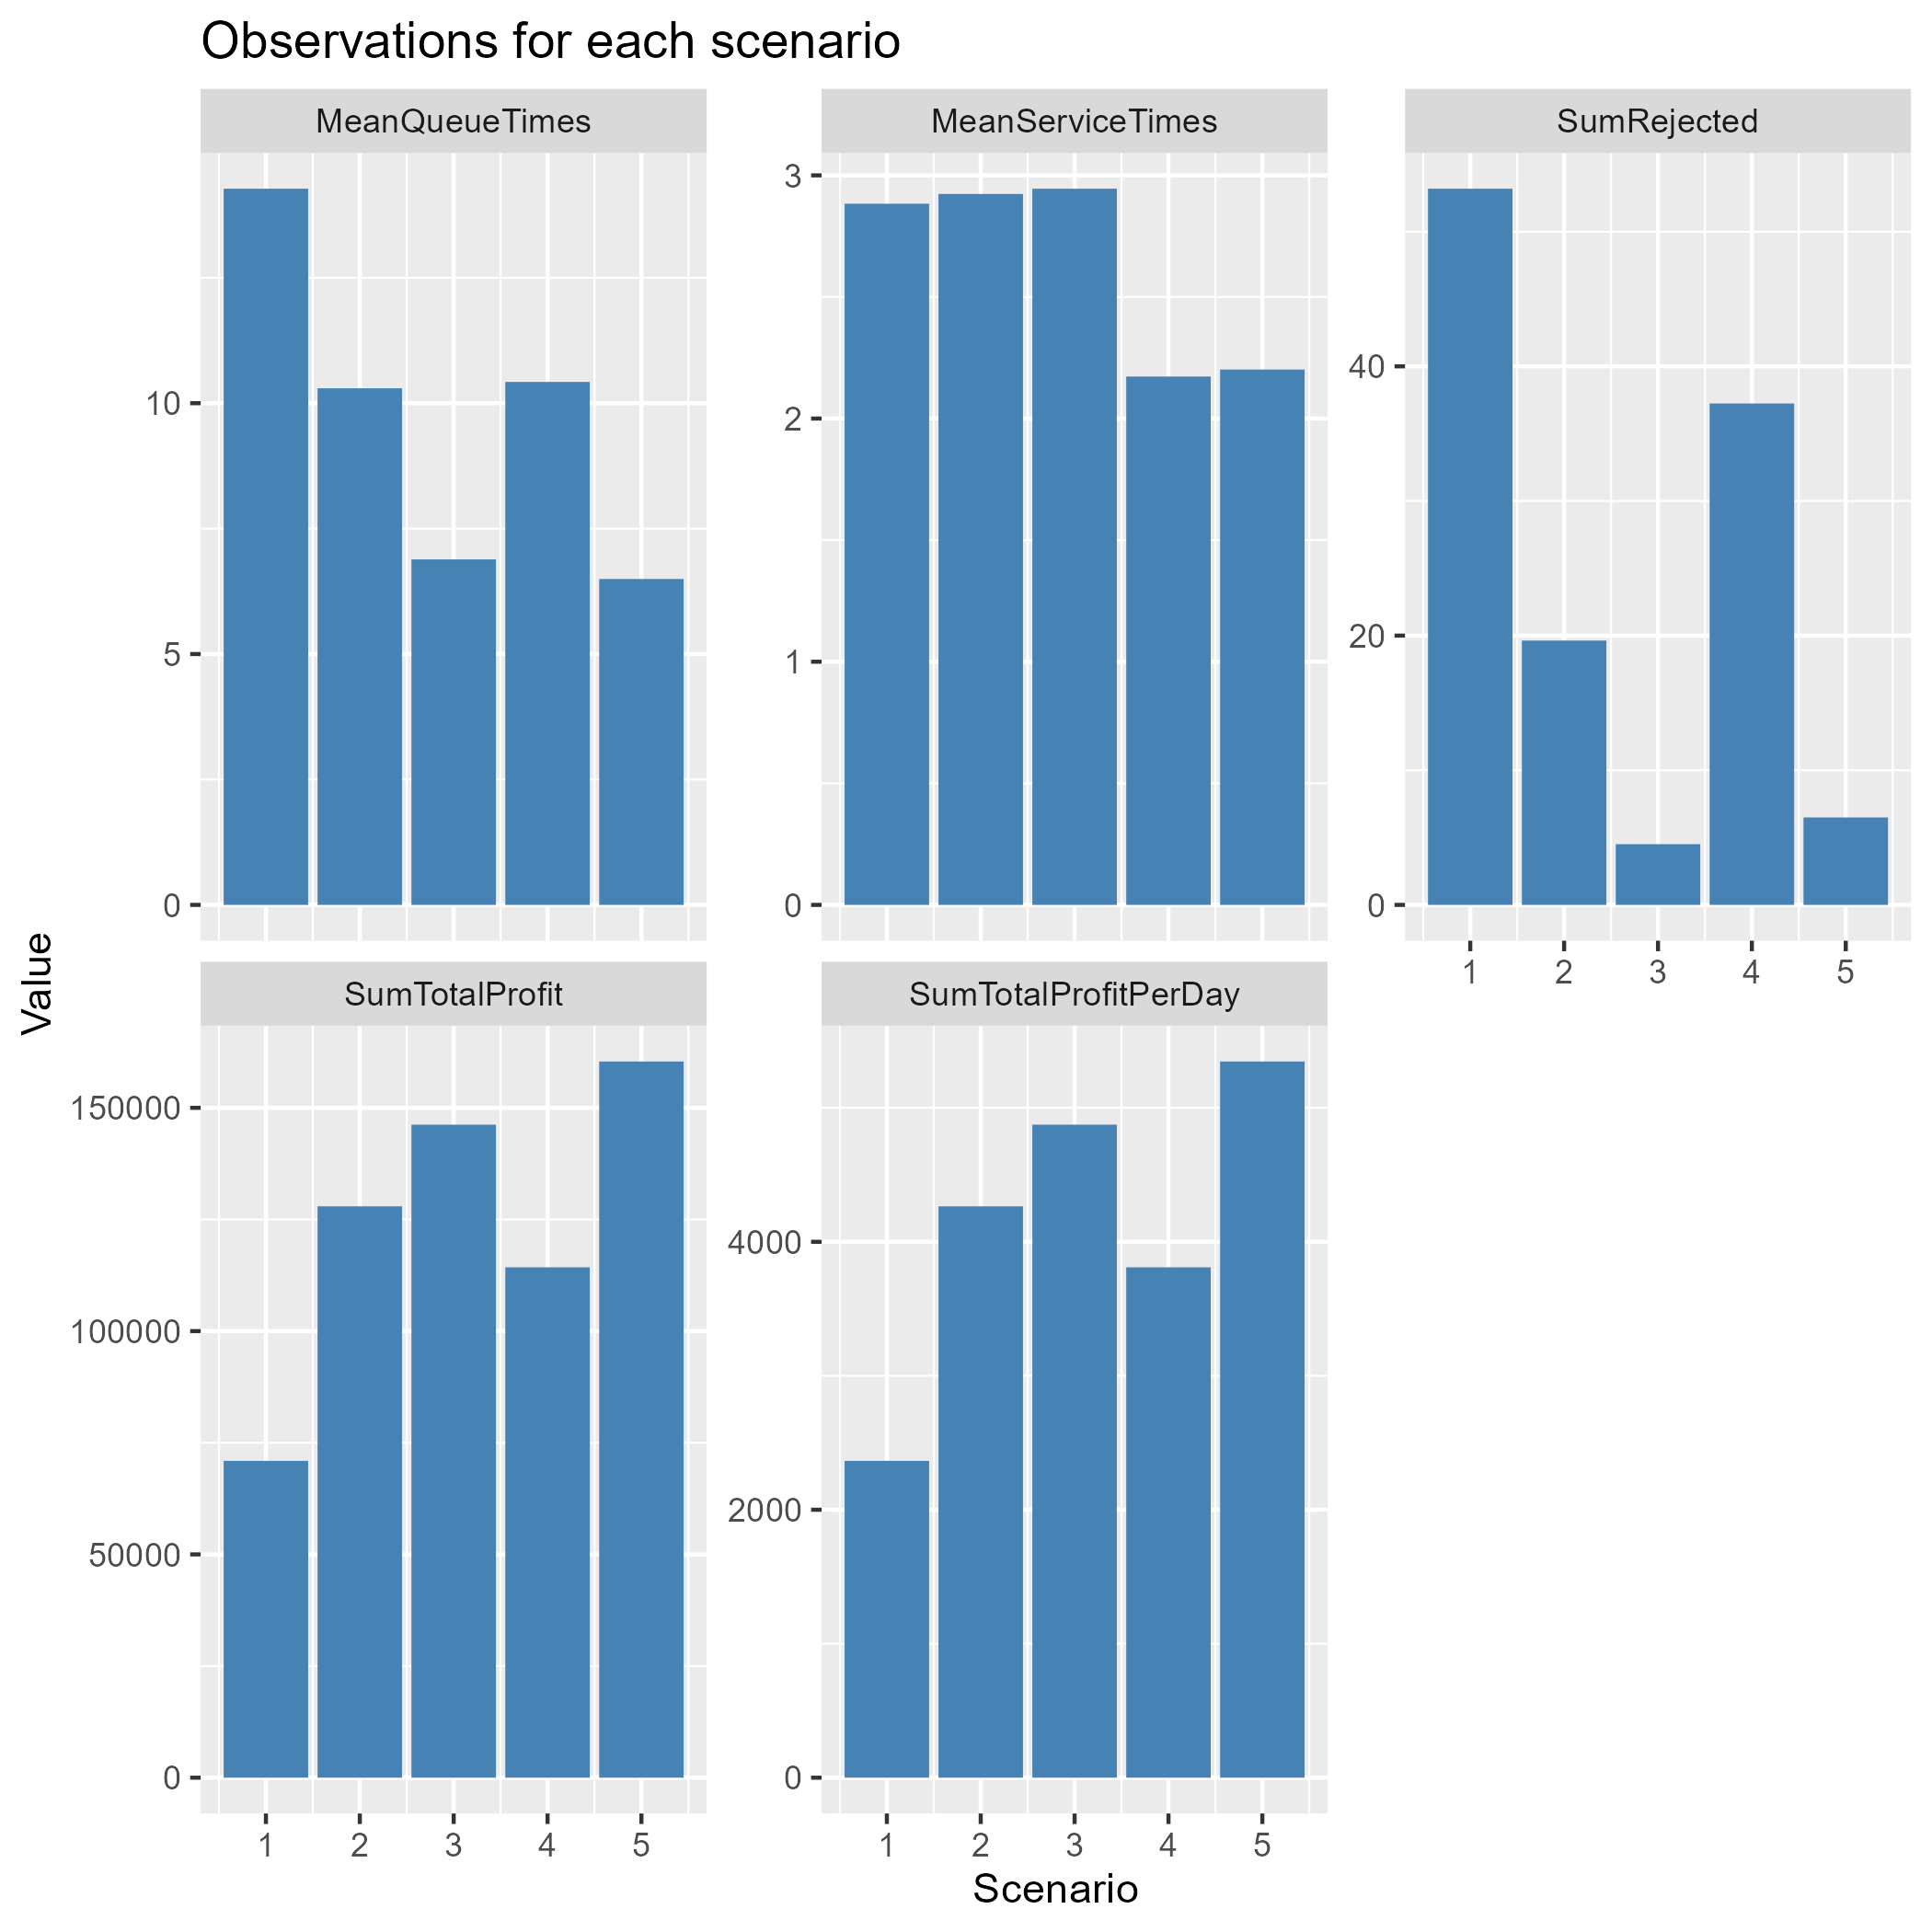 Observations for each scenario
MeanQueueTimes
MeanServiceTimes
SumRejected
10
5
0
3
2
1
0
40
20
0
1 2 3 4 5
Value
SumTotalProfit
SumTotalProfitPerDay
150000
100000
50000
0
4000
2000
0
1 2 3 4 5
1 2 3 4 5
Scenario